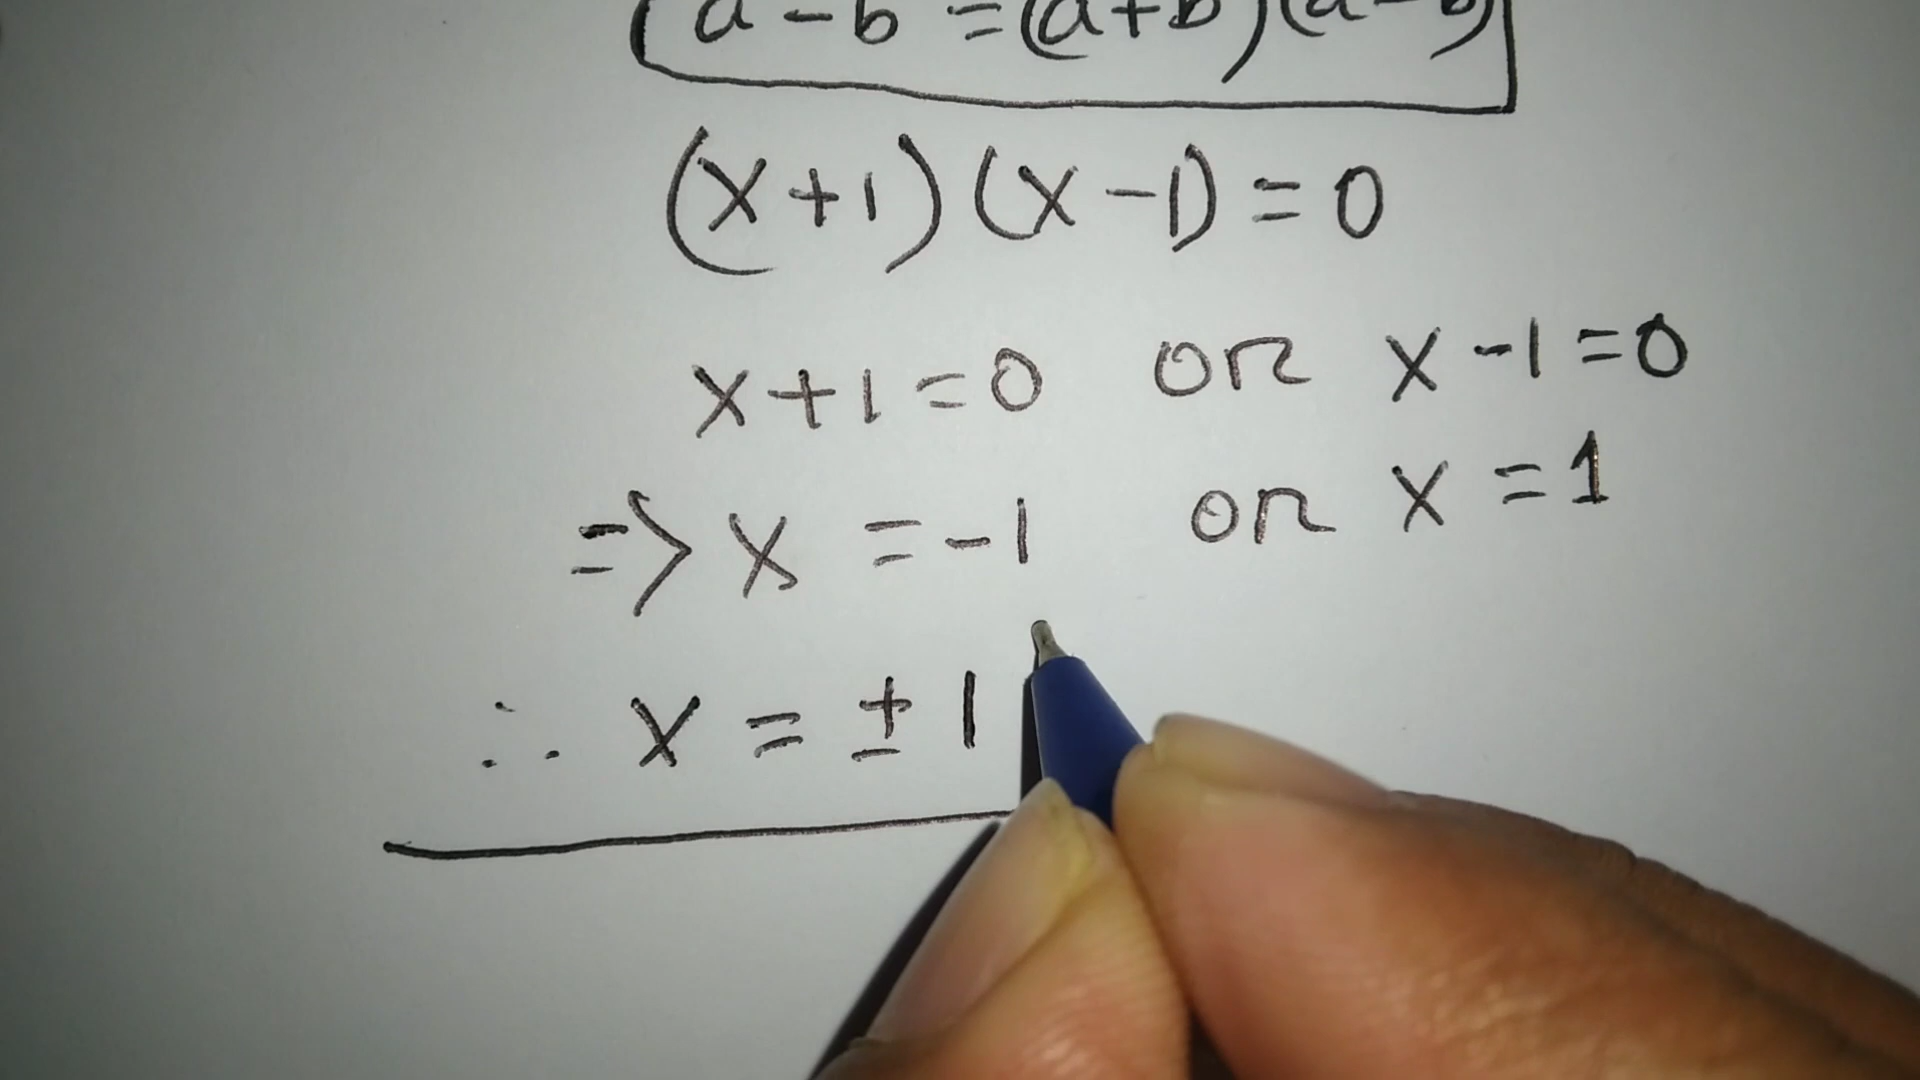 a - b = (a+b)(a-b)
(x+1)(x-1)=0
x+1=0 or x-1=0
=> x = -1 or x = 1
∴ x = ± 1